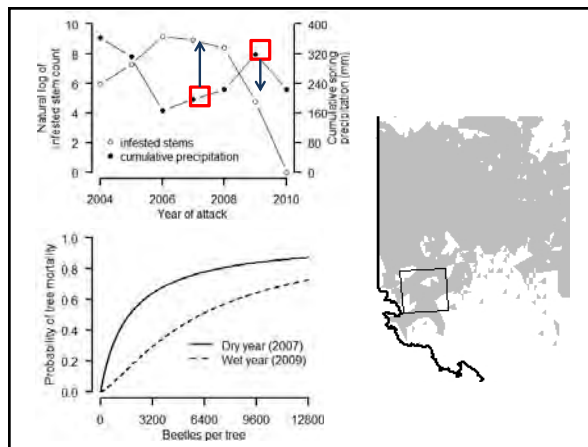 Natural log of
infested stem count
10
8
6
4
2
0
infested stems
cumulative precipitation
400
320
240
160
80
0
Cumulative spring
precipitation [mm]
2004
2006
2008
2010
Year of attack
Probability of tree mortality
1.0
0.8
0.6
0.4
0.2
0.0
Dry year (2007)
Wet year (2009)
0
3200
6400
9600
12800
Beetles per tree